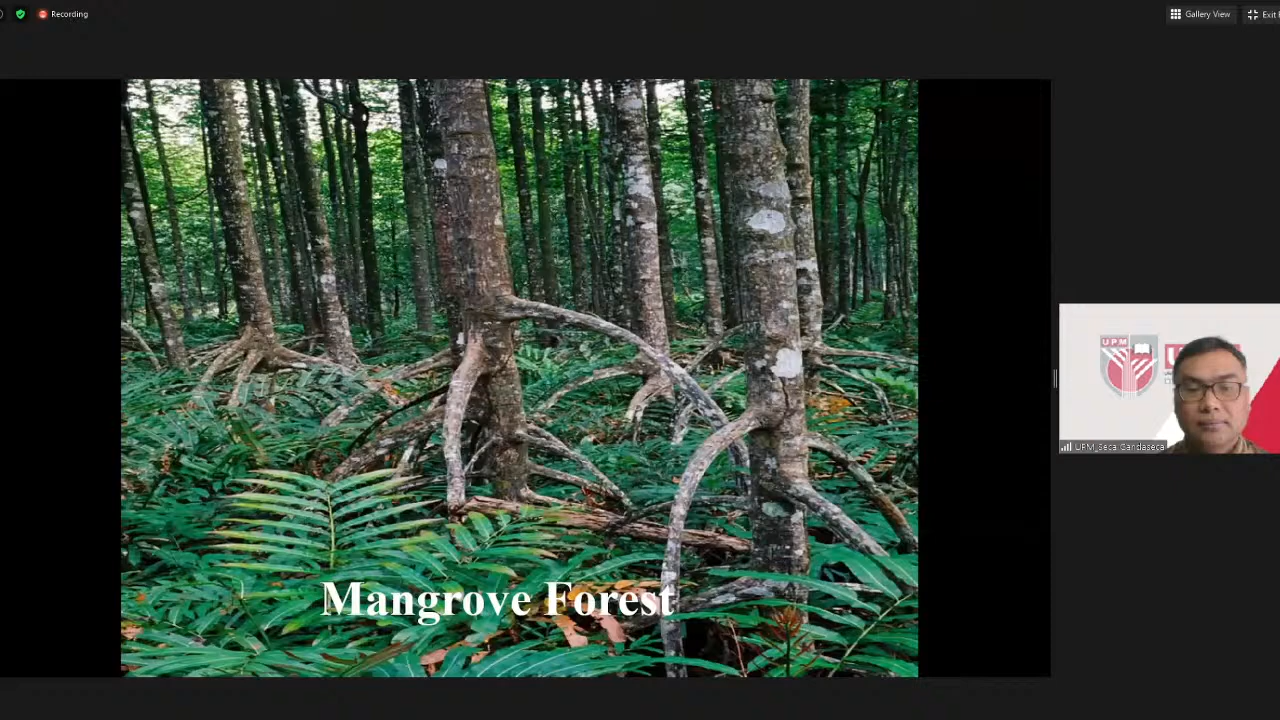 Recording
Gallery View
Exit
Mangrove Forest
UPM
UPM_Seca Gandaseca